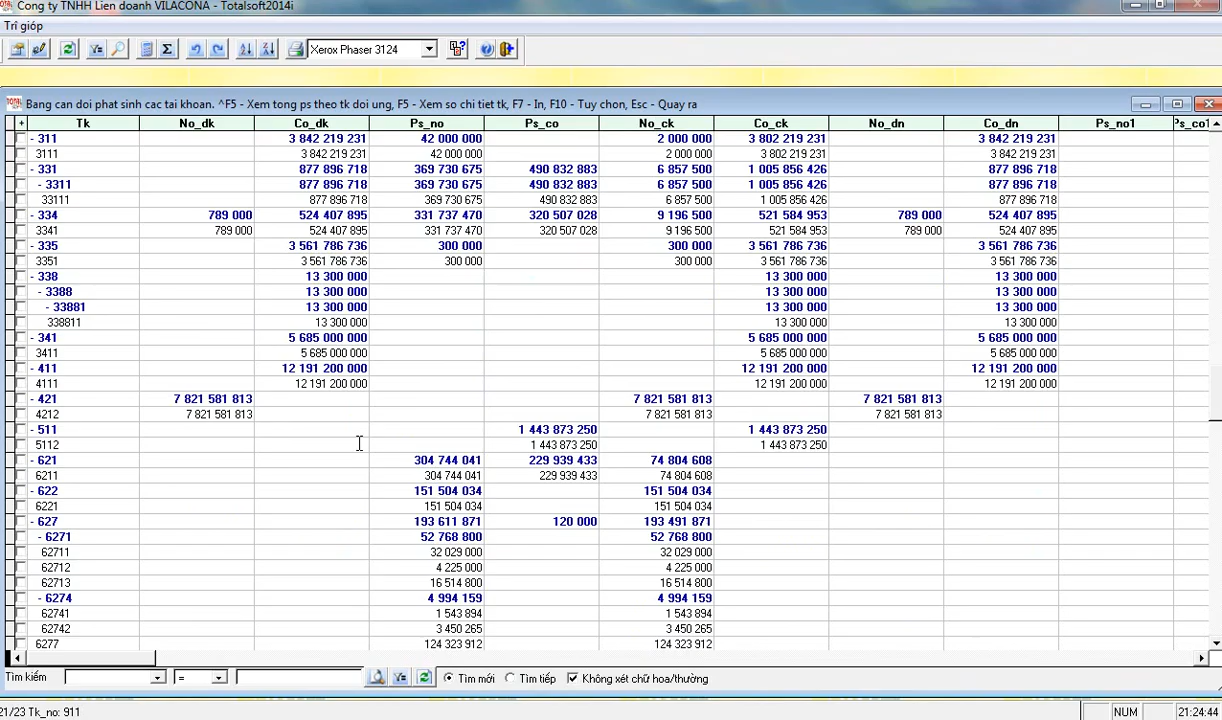 Công ty TNHH Lien doanh VILACONA - Totalsoft2014i
Trî gióp
Xerox Phaser 3124
Bang can doi phat sinh cac tai khoan. ^F5 - Xem tong ps theo tk doi ung, F5 - Xem so chi tiet tk, F7 - In, F10 - Tuy chon, Esc - Quay ra
+ Tk No_dk Co_dk Ps_no Ps_co No_ck Co_ck No_dn Co_dn Ps_no1 Ps_co1
- 311 3 842 219 231 42 000 000 2 000 000 3 802 219 231 3 842 219 231
3111 3 842 219 231 42 000 000 2 000 000 3 802 219 231 3 842 219 231
- 331 877 896 718 369 730 675 490 832 883 6 857 500 1 005 856 426 877 896 718
- 3311 877 896 718 369 730 675 490 832 883 6 857 500 1 005 856 426 877 896 718
33111 877 896 718 369 730 675 490 832 883 6 857 500 1 005 856 426 877 896 718
- 334 789 000 524 407 895 331 737 470 320 507 028 9 196 500 521 584 953 789 000 524 407 895
3341 789 000 524 407 895 331 737 470 320 507 028 9 196 500 521 584 953 789 000 524 407 895
- 335 3 561 786 736 300 000 300 000 3 561 786 736 3 561 786 736
3351 3 561 786 736 300 000 300 000 3 561 786 736 3 561 786 736
- 338 13 300 000 13 300 000 13 300 000
- 3388 13 300 000 13 300 000 13 300 000
- 33881 13 300 000 13 300 000 13 300 000
338811 13 300 000 13 300 000 13 300 000
- 341 5 685 000 000 5 685 000 000 5 685 000 000
3411 5 685 000 000 5 685 000 000 5 685 000 000
- 411 12 191 200 000 12 191 200 000 12 191 200 000
4111 12 191 200 000 12 191 200 000 12 191 200 000
- 421 7 821 581 813 7 821 581 813 7 821 581 813
4212 7 821 581 813 7 821 581 813 7 821 581 813
- 511 1 443 873 250 1 443 873 250
5112 1 443 873 250 1 443 873 250
- 621 304 744 041 229 939 433 74 804 608
6211 304 744 041 229 939 433 74 804 608
- 622 151 504 034 151 504 034
6221 151 504 034 151 504 034
- 627 193 611 871 120 000 193 491 871
- 6271 52 768 800 52 768 800
62711 32 029 000 32 029 000
62712 4 225 000 4 225 000
62713 16 514 800 16 514 800
- 6274 4 994 159 4 994 159
62741 1 543 894 1 543 894
62742 3 450 265 3 450 265
6277 124 323 912 124 323 912
Tìm kiếm = Tìm mới Tìm tiếp Không xét chữ hoa/thường
21/23 Tk_no: 911 NUM 21:24:44